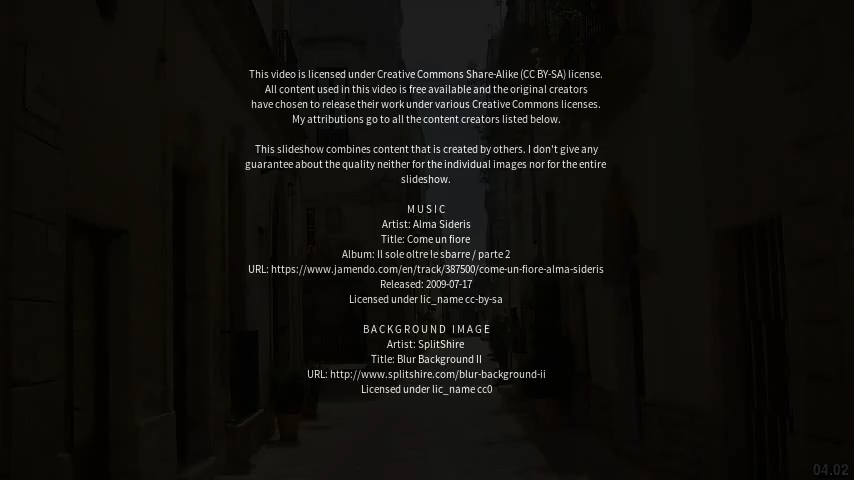 This video is licensed under Creative Commons Share-Alike (CC BY-SA) license.
All content used in this video is free available and the original creators
have chosen to release their work under various Creative Commons licenses.
My attributions go to all the content creators listed below.
This slideshow combines content that is created by others. I don't give any
guarantee about the quality neither for the individual images nor for the entire
slideshow.
MUSIC
Artist: Alma Sideris
Title: Come un fiore
Album: Il sole oltre le sbarre / parte 2
URL: https://www.jamendo.com/en/track/387500/come-un-fiore-alma-sideris
Released: 2009-07-17
Licensed under lic_name cc-by-sa
BACKGROUND IMAGE
Artist: SplitShire
Title: Blur Background II
URL: http://www.splitshire.com/blur-background-ii
Licensed under lic_name cc0
04.02